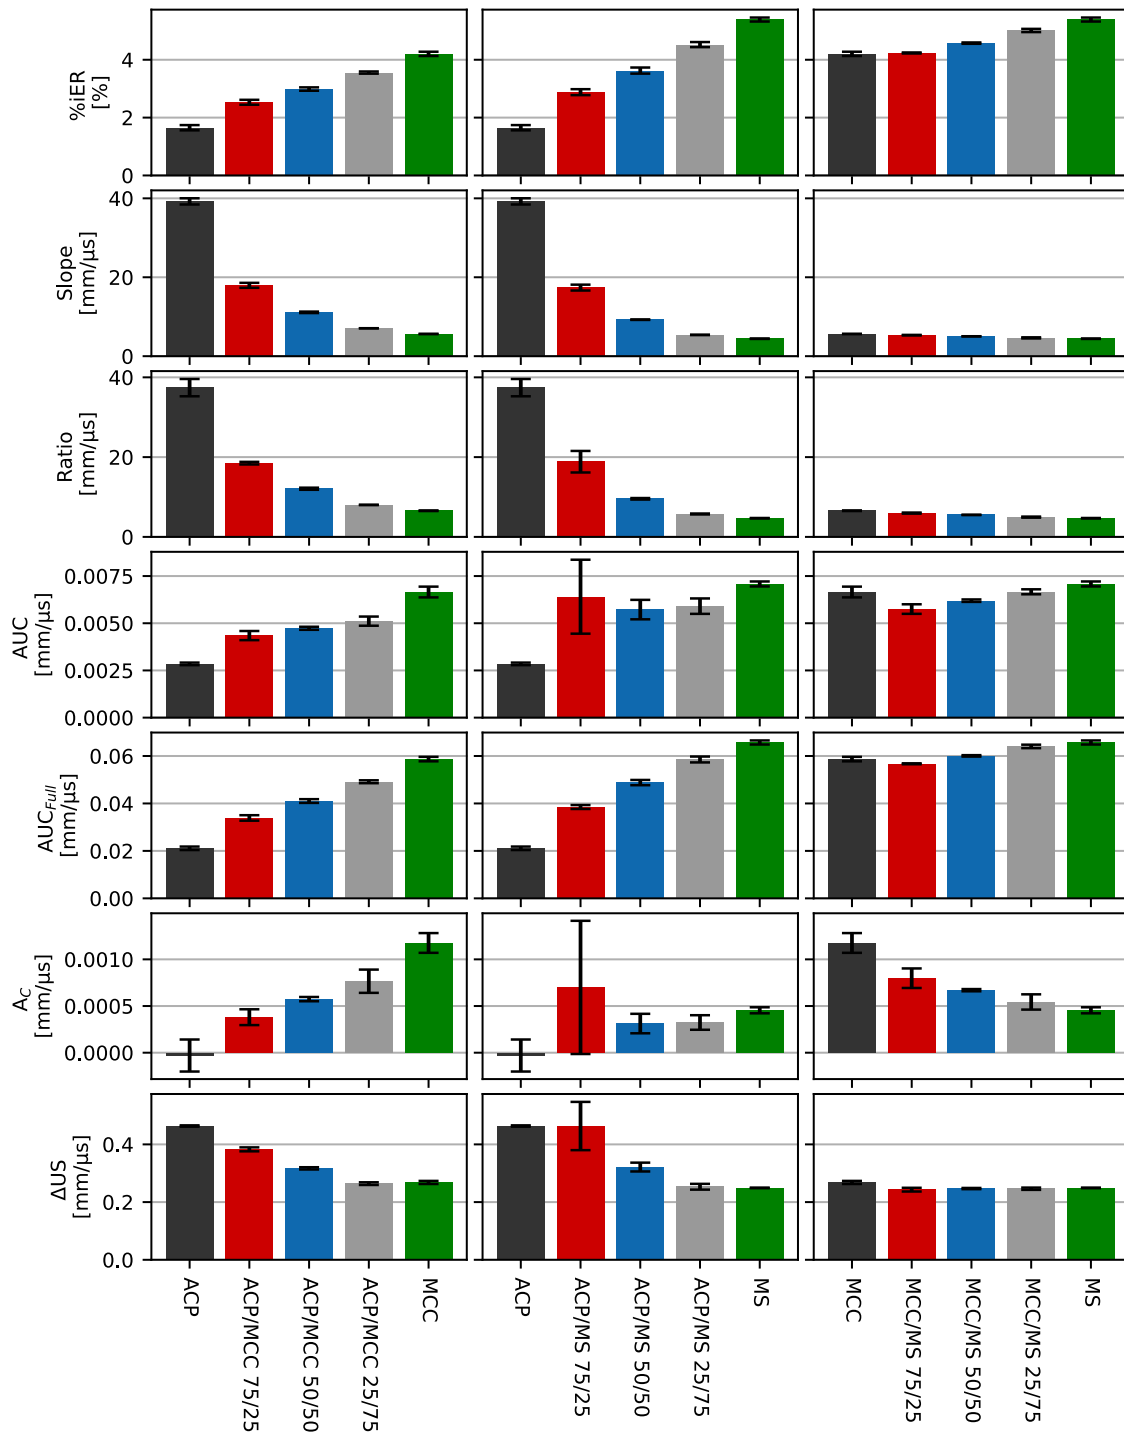 %iER
[%]
4
2
0
Slope
[mm/µs]
40
20
0
Ratio
[mm/µs]
40
20
0
AUC
[mm/µs]
0.0075
0.0050
0.0025
0.0000
AUC_Full
[mm/µs]
0.06
0.04
0.02
0.00
A_C
[mm/µs]
0.0010
0.0005
0.0000
ΔUS
[mm/µs]
0.4
0.2
0.0
ACP
ACP/MCC 75/25
ACP/MCC 50/50
ACP/MCC 25/75
MCC
ACP
ACP/MS 75/25
ACP/MS 50/50
ACP/MS 25/75
MS
MCC
MCC/MS 75/25
MCC/MS 50/50
MCC/MS 25/75
MS